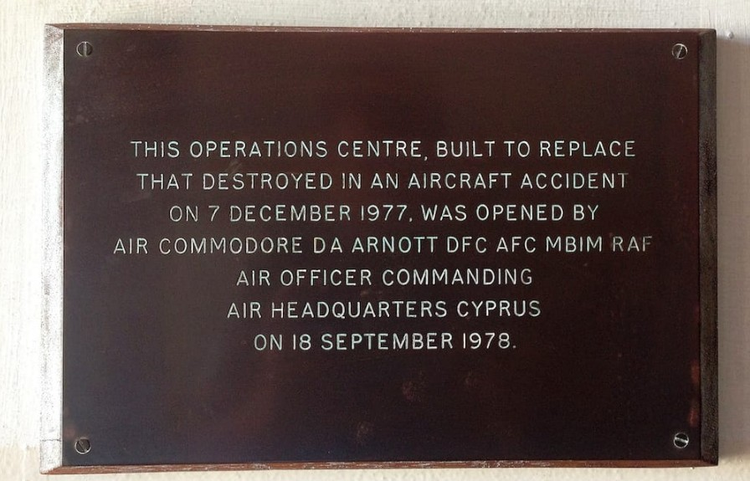 THIS OPERATIONS CENTRE, BUILT TO REPLACE
THAT DESTROYED IN AN AIRCRAFT ACCIDENT
ON 7 DECEMBER 1977, WAS OPENED BY
AIR COMMODORE DA ARNOTT DFC AFC MBIM RAF
AIR OFFICER COMMANDING
AIR HEADQUARTERS CYPRUS
ON 18 SEPTEMBER 1978.